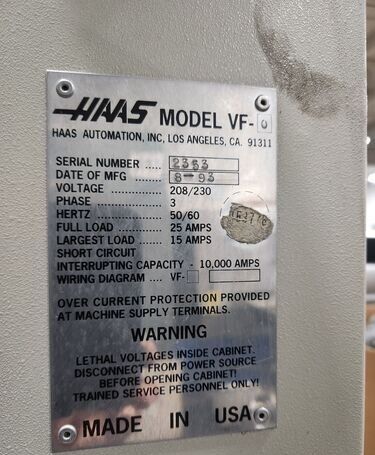 HAAS MODEL VF-0
HAAS AUTOMATION, INC, LOS ANGELES, CA. 91311
SERIAL NUMBER ..... 2363
DATE OF MFG ......... 8-93
VOLTAGE ............. 208/230
PHASE ................. 3
HERTZ ................. 50/60
FULL LOAD ........... 25 AMPS
LARGEST LOAD ..... 15 AMPS
SHORT CIRCUIT
INTERRUPTING CAPACITY - 10,000 AMPS
WIRING DIAGRAM .... VF-
OVER CURRENT PROTECTION PROVIDED
AT MACHINE SUPPLY TERMINALS.
WARNING
LETHAL VOLTAGES INSIDE CABINET.
DISCONNECT FROM POWER SOURCE
BEFORE OPENING CABINET!
TRAINED SERVICE PERSONNEL ONLY!
MADE IN USA